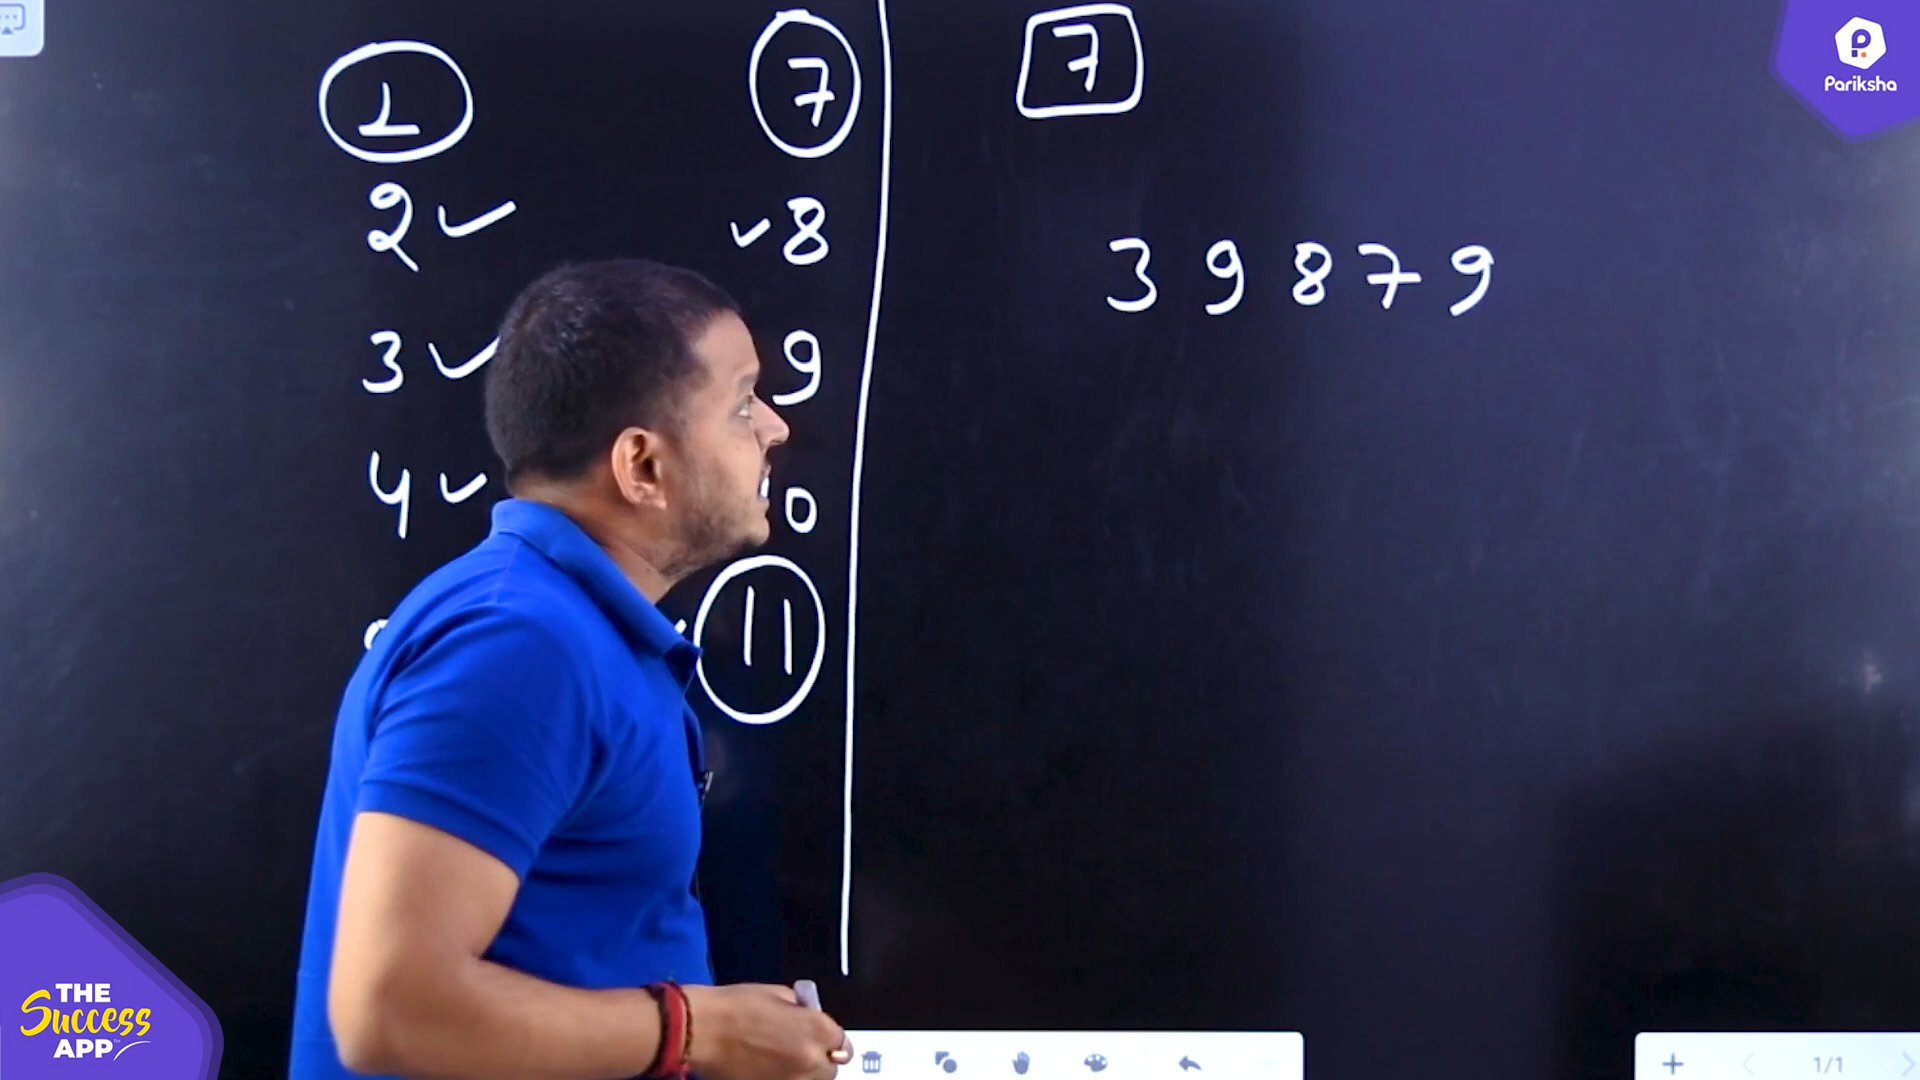 1 7
2 ✓ ✓ 8
3 ✓ 9
4 ✓ 0
11
7
3 9 8 7 9
Pariksha
THE
Success
APP
1/1